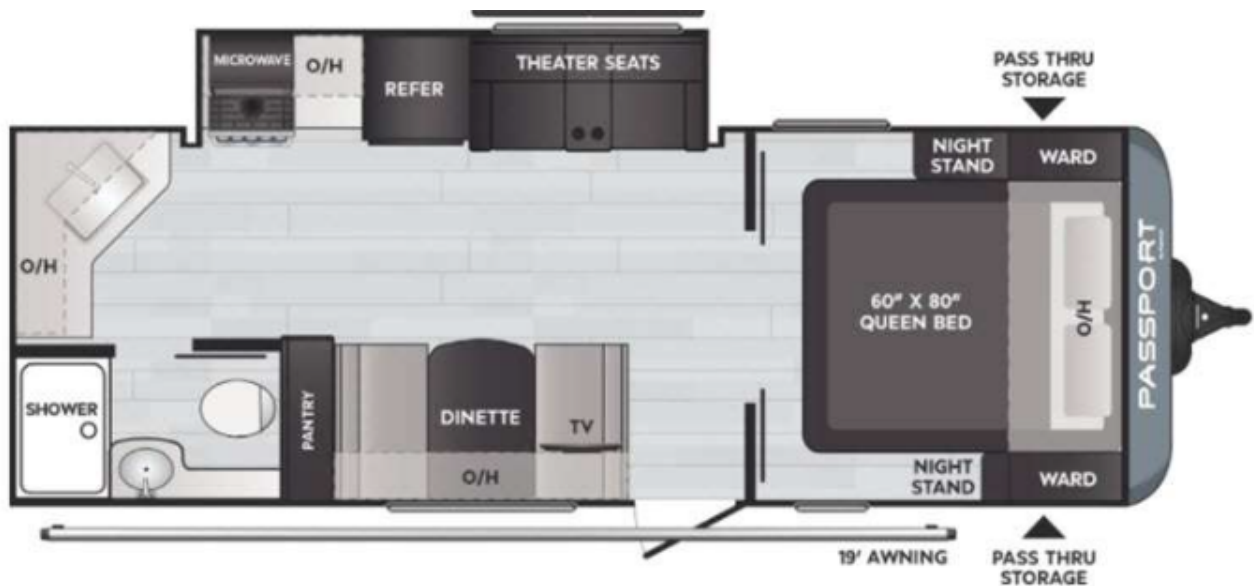 MICROWAVE
O/H
REFER
THEATER SEATS
PASS THRU
STORAGE
NIGHT
STAND
WARD
O/H
60" X 80"
QUEEN BED
O/H
PASSPORT
SHOWER
PANTRY
DINETTE
TV
O/H
NIGHT
STAND
WARD
19' AWNING
PASS THRU
STORAGE